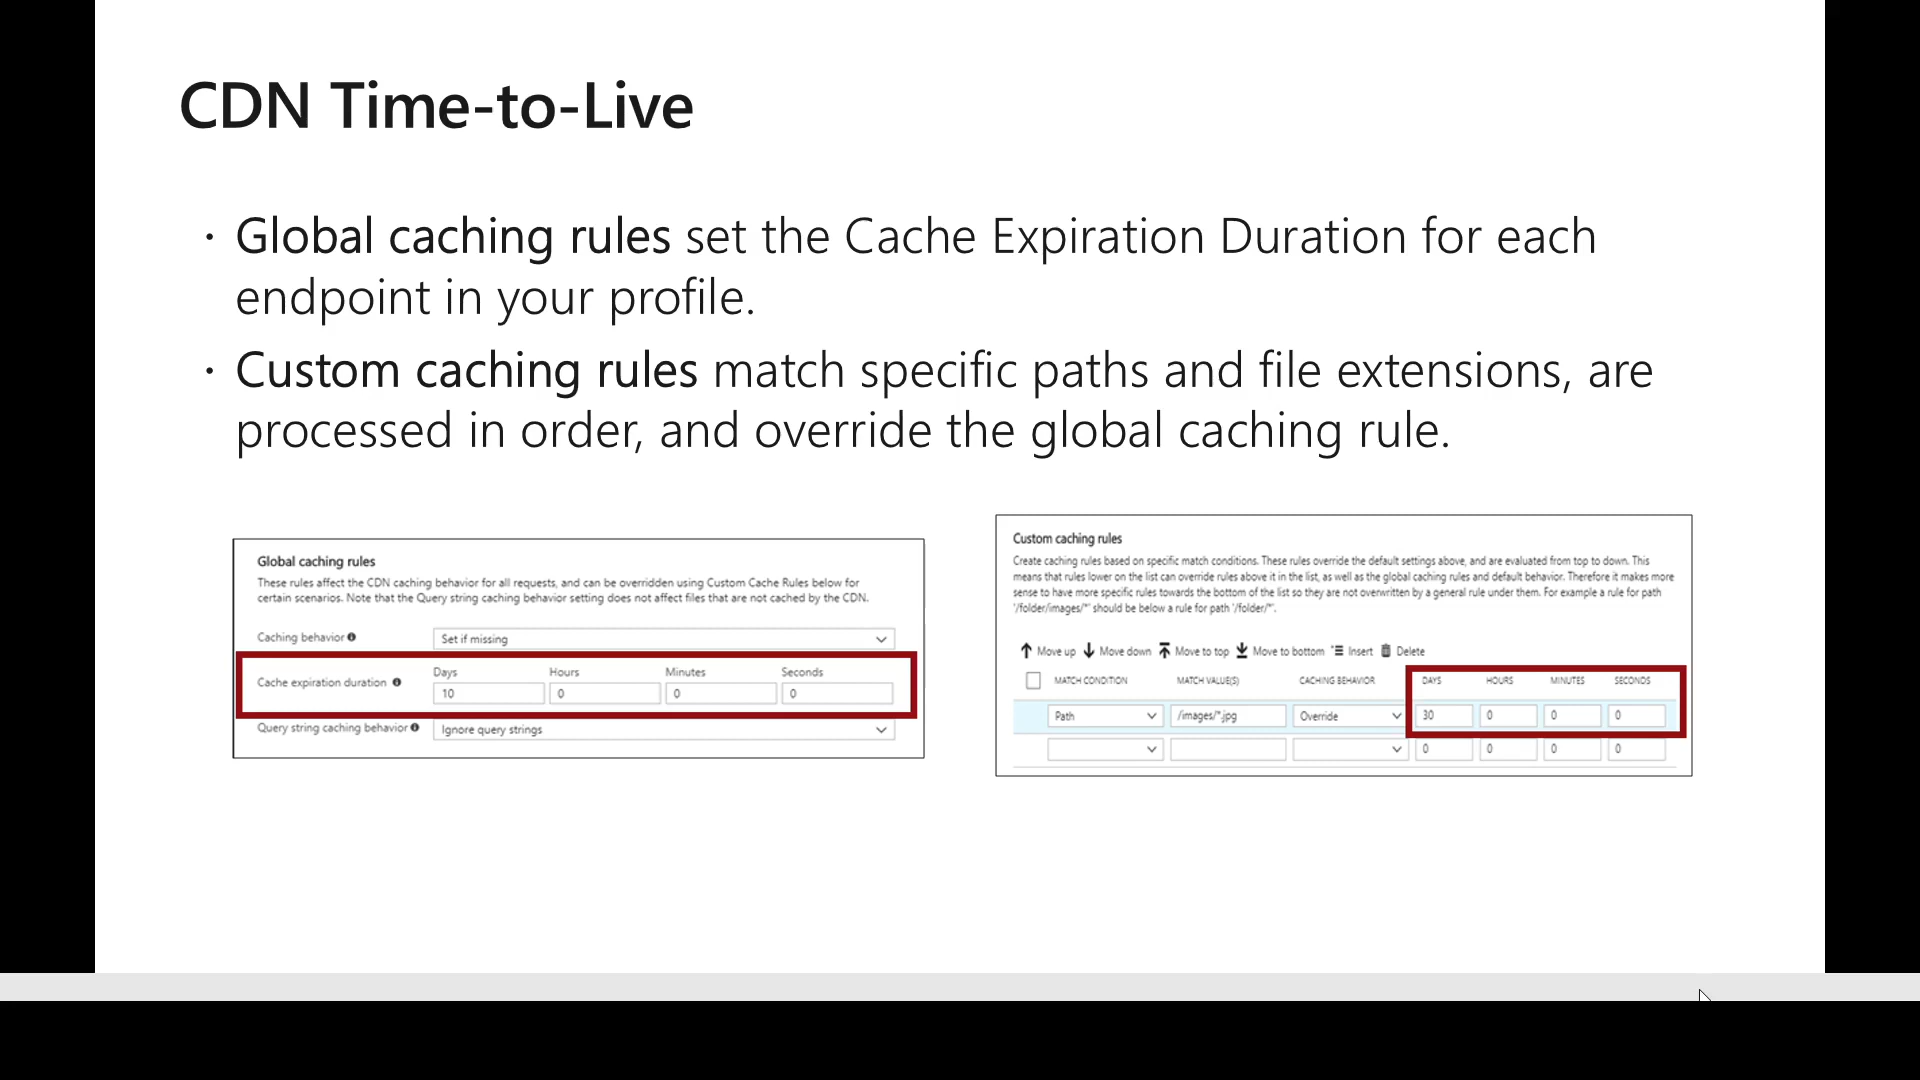 CDN Time-to-Live
· Global caching rules set the Cache Expiration Duration for each
endpoint in your profile.
· Custom caching rules match specific paths and file extensions, are
processed in order, and override the global caching rule.
Global caching rules
These rules affect the CDN caching behavior for all requests, and can be overridden using Custom Cache Rules below for
certain scenarios. Note that the Query string caching behavior setting does not affect files that are not cached by the CDN.
Caching behavior Set if missing
Days Hours Minutes Seconds
Cache expiration duration
10 0 0 0
Query string caching behavior Ignore query strings
Custom caching rules
Create caching rules based on specific match conditions. These rules override the default settings above, and are evaluated from top to down. This
means that rules lower on the list can override rules above it in the list, as well as the global caching rules and default behavior. Therefore it makes more
sense to have more specific rules towards the bottom of the list so they are not overwritten by a general rule under them. For example a rule for path
'/folder/images/*' should be below a rule for path '/folder/*'.
Move up Move down Move to top Move to bottom Insert Delete
MATCH CONDITION MATCH VALUE(S) CACHING BEHAVIOR DAYS HOURS MINUTES SECONDS
Path /images/*.jpg Override 30 0 0 0
0 0 0 0